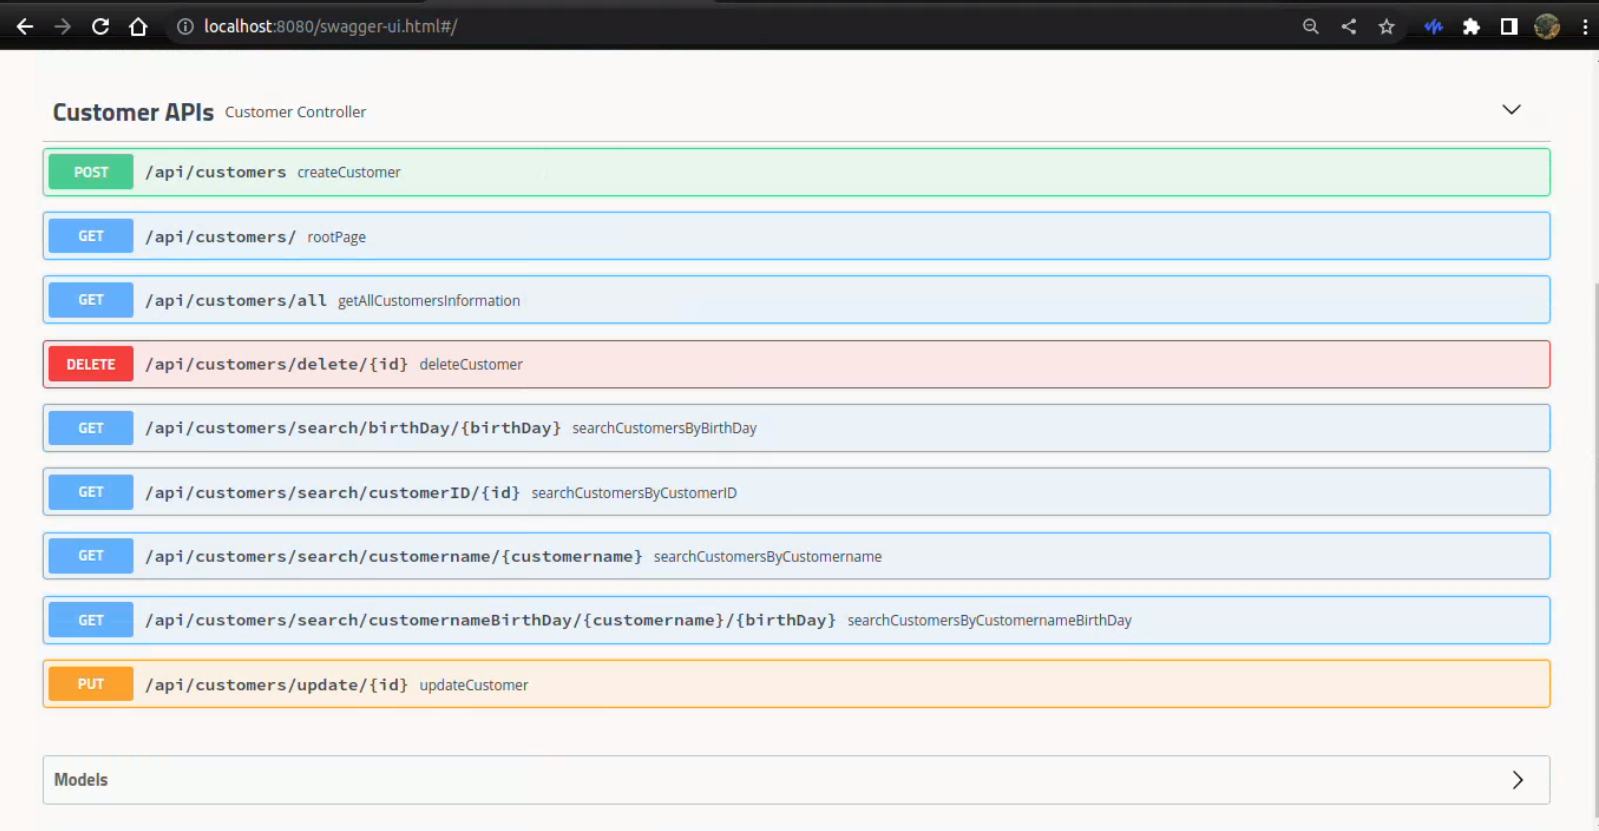 localhost:8080/swagger-ui.html#/
Customer APIs Customer Controller
POST /api/customers createCustomer
GET /api/customers/ rootPage
GET /api/customers/all getAllCustomersInformation
DELETE /api/customers/delete/{id} deleteCustomer
GET /api/customers/search/birthDay/{birthDay} searchCustomersByBirthDay
GET /api/customers/search/customerID/{id} searchCustomersByCustomerID
GET /api/customers/search/customername/{customername} searchCustomersByCustomername
GET /api/customers/search/customernameBirthDay/{customername}/{birthDay} searchCustomersByCustomernameBirthDay
PUT /api/customers/update/{id} updateCustomer
Models